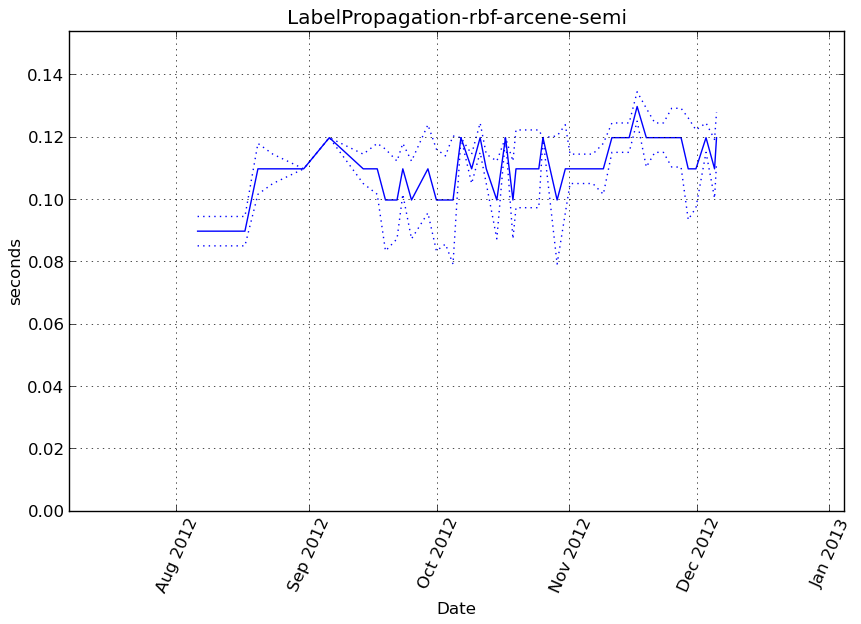 LabelPropagation-rbf-arcene-semi
0.14
0.12
0.10
0.08
0.06
0.04
0.02
0.00
seconds
Aug 2012
Sep 2012
Oct 2012
Nov 2012
Dec 2012
Jan 2013
Date